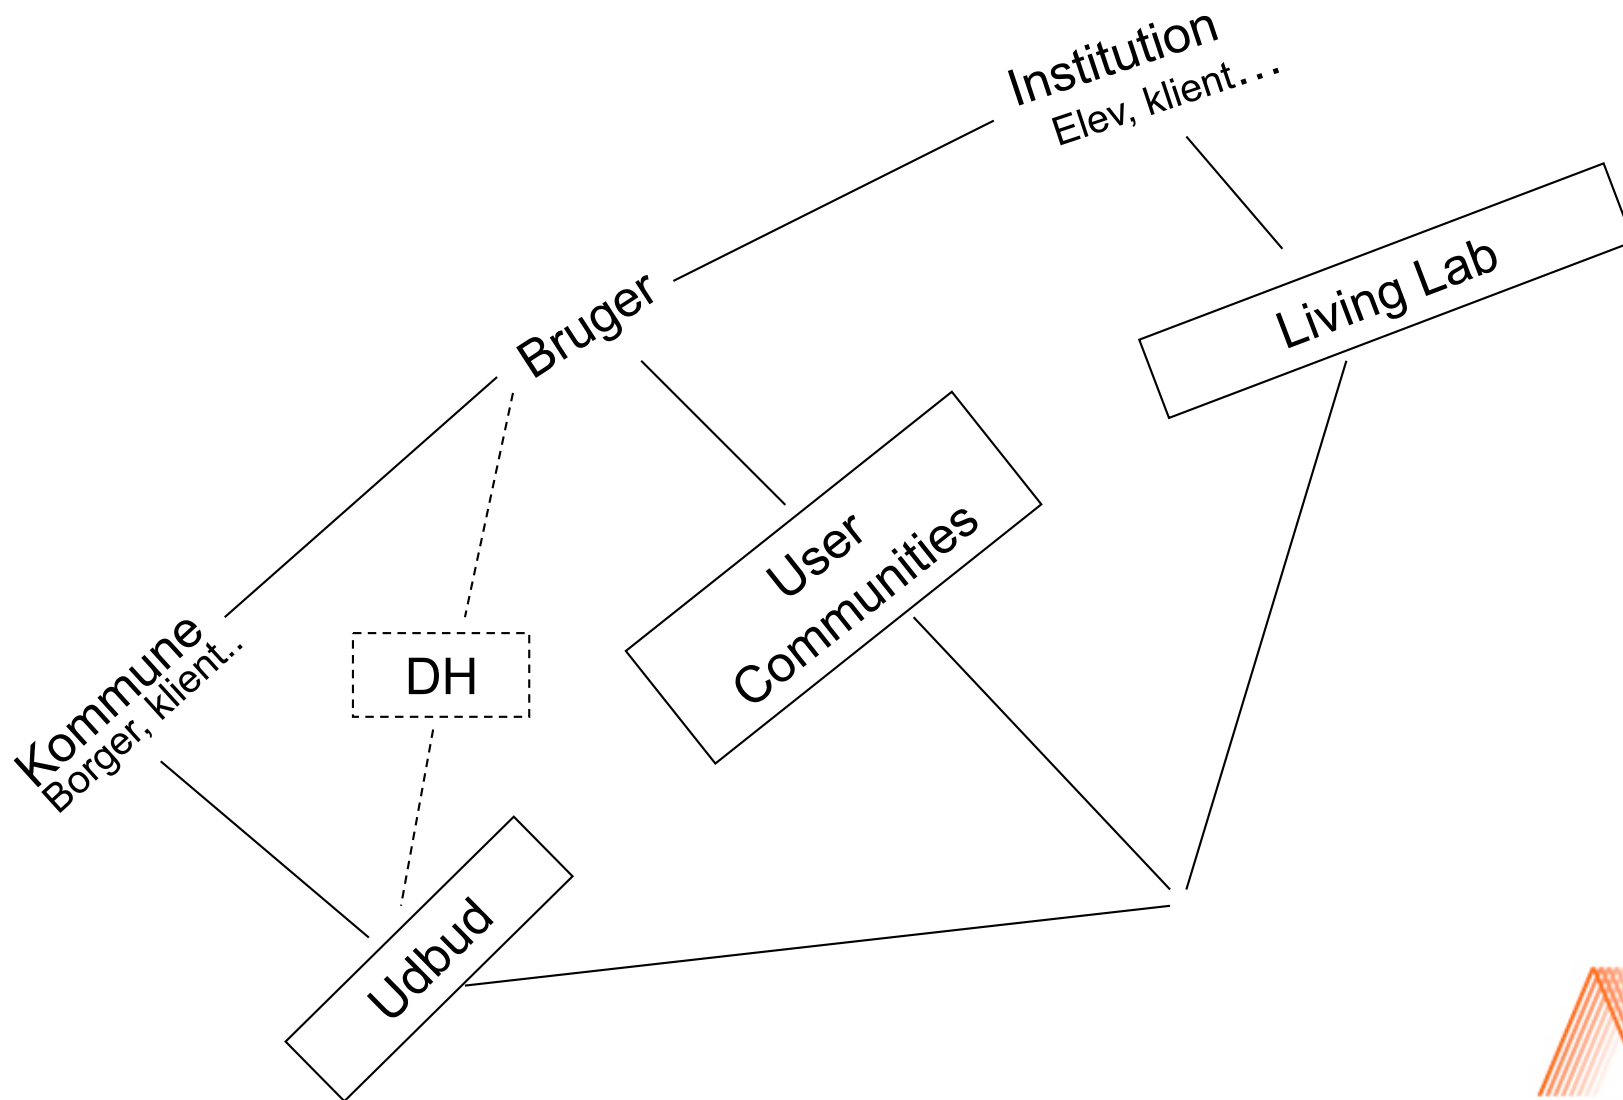 Institution
Elev, klient…
Living Lab
Bruger
User
Communities
Kommune
Borger, klient..
DH
Udbud